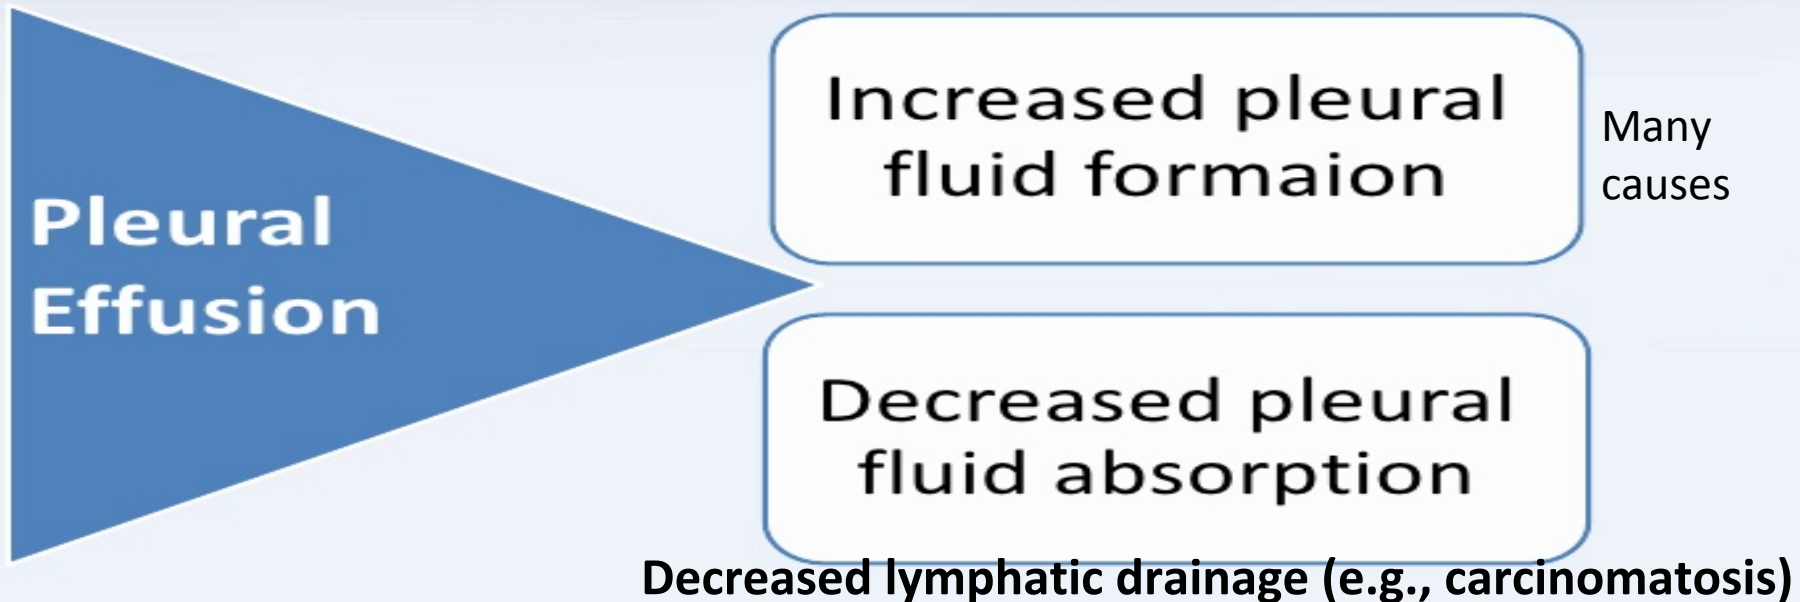 Pleural
Effusion
Increased pleural
fluid formaion
Many
causes
Decreased pleural
fluid absorption
Decreased lymphatic drainage (e.g., carcinomatosis)